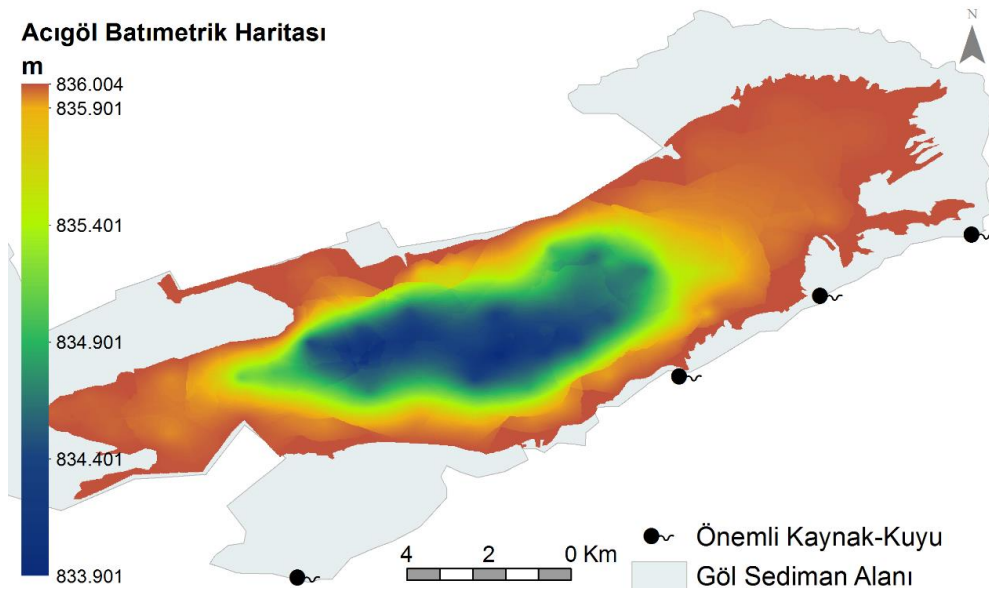 Acıgöl Batımetrik Haritası
m
N
836.004
835.901
835.401
834.901
834.401
833.901
4 2 0 Km
Önemli Kaynak-Kuyu
Göl Sediman Alanı